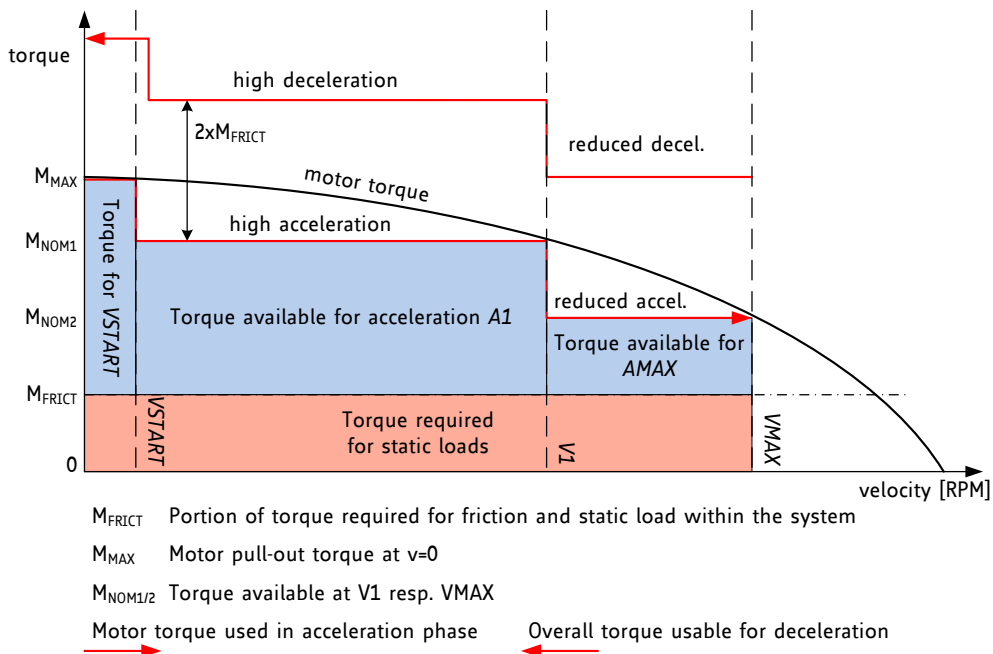 torque
high deceleration
2xMFRICT
reduced decel.
MMAX
motor torque
Torque for VSTART
high acceleration
MNOM1
reduced accel.
MNOM2
Torque available for acceleration A1
Torque available for
AMAX
MFRICT
VSTART
Torque required
for static loads
V1
VMAX
0
velocity [RPM]
MFRICT Portion of torque required for friction and static load within the system
MMAX Motor pull-out torque at v=0
MNOM1/2 Torque available at V1 resp. VMAX
Motor torque used in acceleration phase
Overall torque usable for deceleration